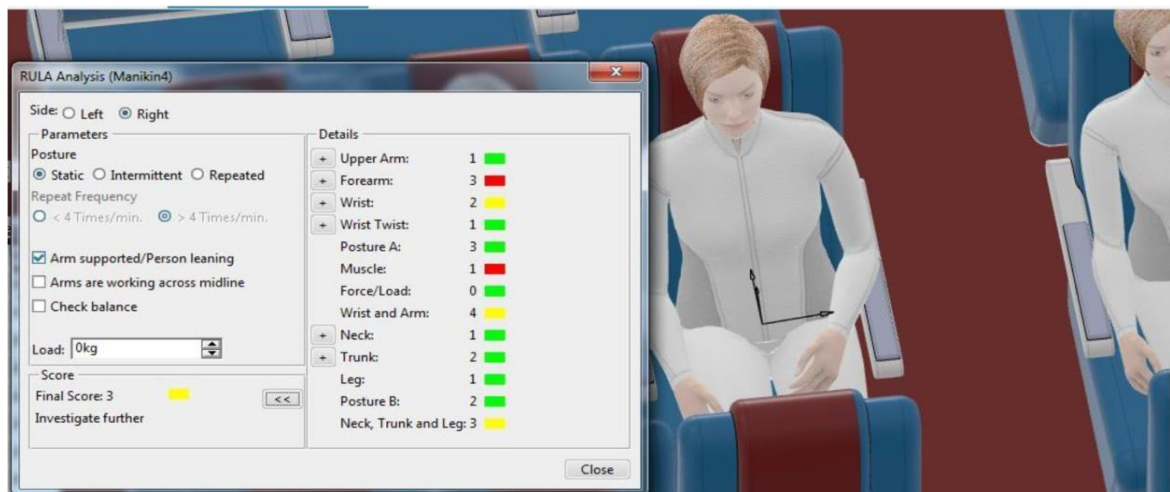 RULA Analysis (Manikin4)
Side: Left Right
Parameters
Posture
Static Intermittent Repeated
Repeat Frequency
< 4 Times/min. > 4 Times/min.
Arm supported/Person leaning
Arms are working across midline
Check balance
Load: 0kg
Score
Final Score: 3
<<
Investigate further
Details
+ Upper Arm: 1
+ Forearm: 3
+ Wrist: 2
+ Wrist Twist: 1
Posture A: 3
Muscle: 1
Force/Load: 0
Wrist and Arm: 4
+ Neck: 1
+ Trunk: 2
Leg: 1
Posture B: 2
Neck, Trunk and Leg: 3
Close